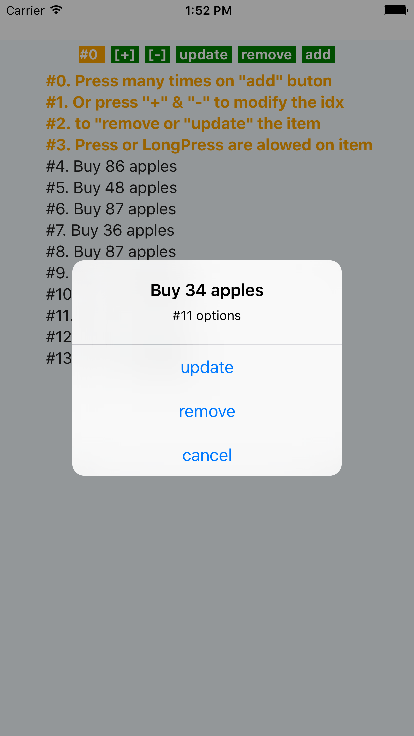 Carrier 1:52 PM
#0 [+] [-] update remove add
#0. Press many times on "add" buton
#1. Or press "+" & "-" to modify the idx
#2. to "remove or "update" the item
#3. Press or LongPress are alowed on item
#4. Buy 86 apples
#5. Buy 48 apples
#6. Buy 87 apples
#7. Buy 36 apples
#8. Buy 87 apples
#9.
#10
#11.
#12
#13
Buy 34 apples
#11 options
update
remove
cancel